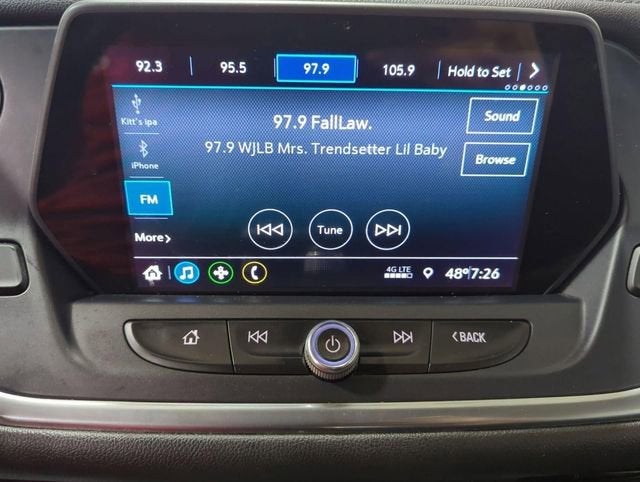 92.3 95.5 97.9 105.9 Hold to Set
Kitt's ipa
iPhone
FM
More
97.9 FallLaw.
97.9 WJLB Mrs. Trendsetter Lil Baby
Sound
Browse
Tune
4G LTE
48° 7:26
BACK